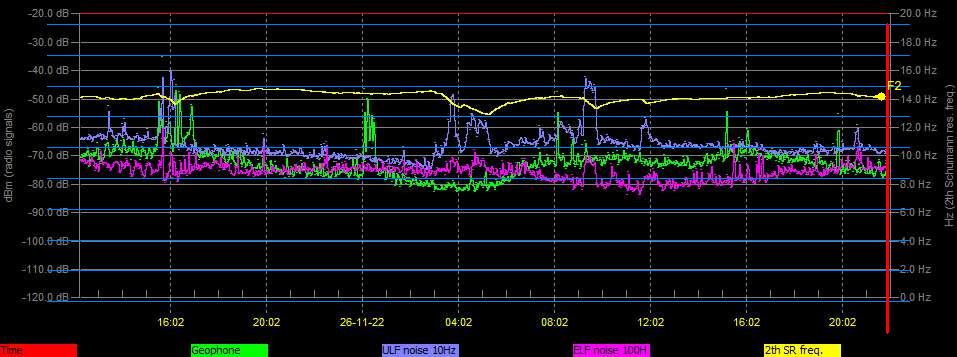 -20.0 dB 20.0 Hz
-30.0 dB 18.0 Hz
-40.0 dB 16.0 Hz
F2
-50.0 dB 14.0 Hz
-60.0 dB 12.0 Hz
-70.0 dB 10.0 Hz
-80.0 dB 8.0 Hz
-90.0 dB 6.0 Hz
-100.0 dB 4.0 Hz
-110.0 dB 2.0 Hz
-120.0 dB 0.0 Hz
dBm (radio signals)
Hz (2th Schumann res. freq.)
16:02 20:02 26-11-22 04:02 08:02 12:02 16:02 20:02
Time Geophone ULF noise 10Hz ELF noise 100H 2th SR freq.